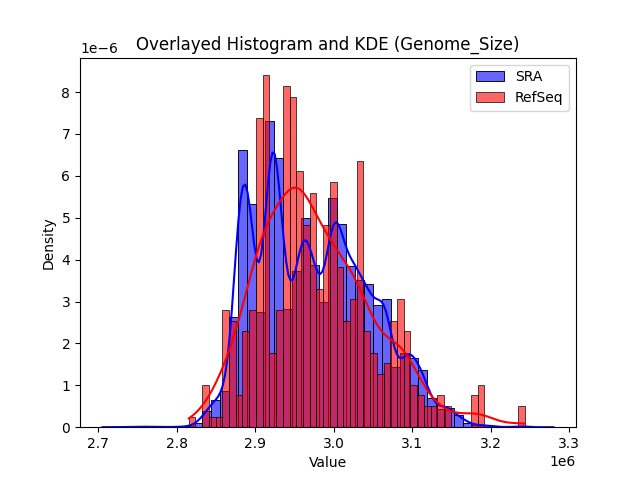 Overlayed Histogram and KDE (Genome_Size)
1e−6
SRA
RefSeq
8
7
6
5
4
3
2
1
0
Density
2.7 2.8 2.9 3.0 3.1 3.2 3.3
Value
1e6